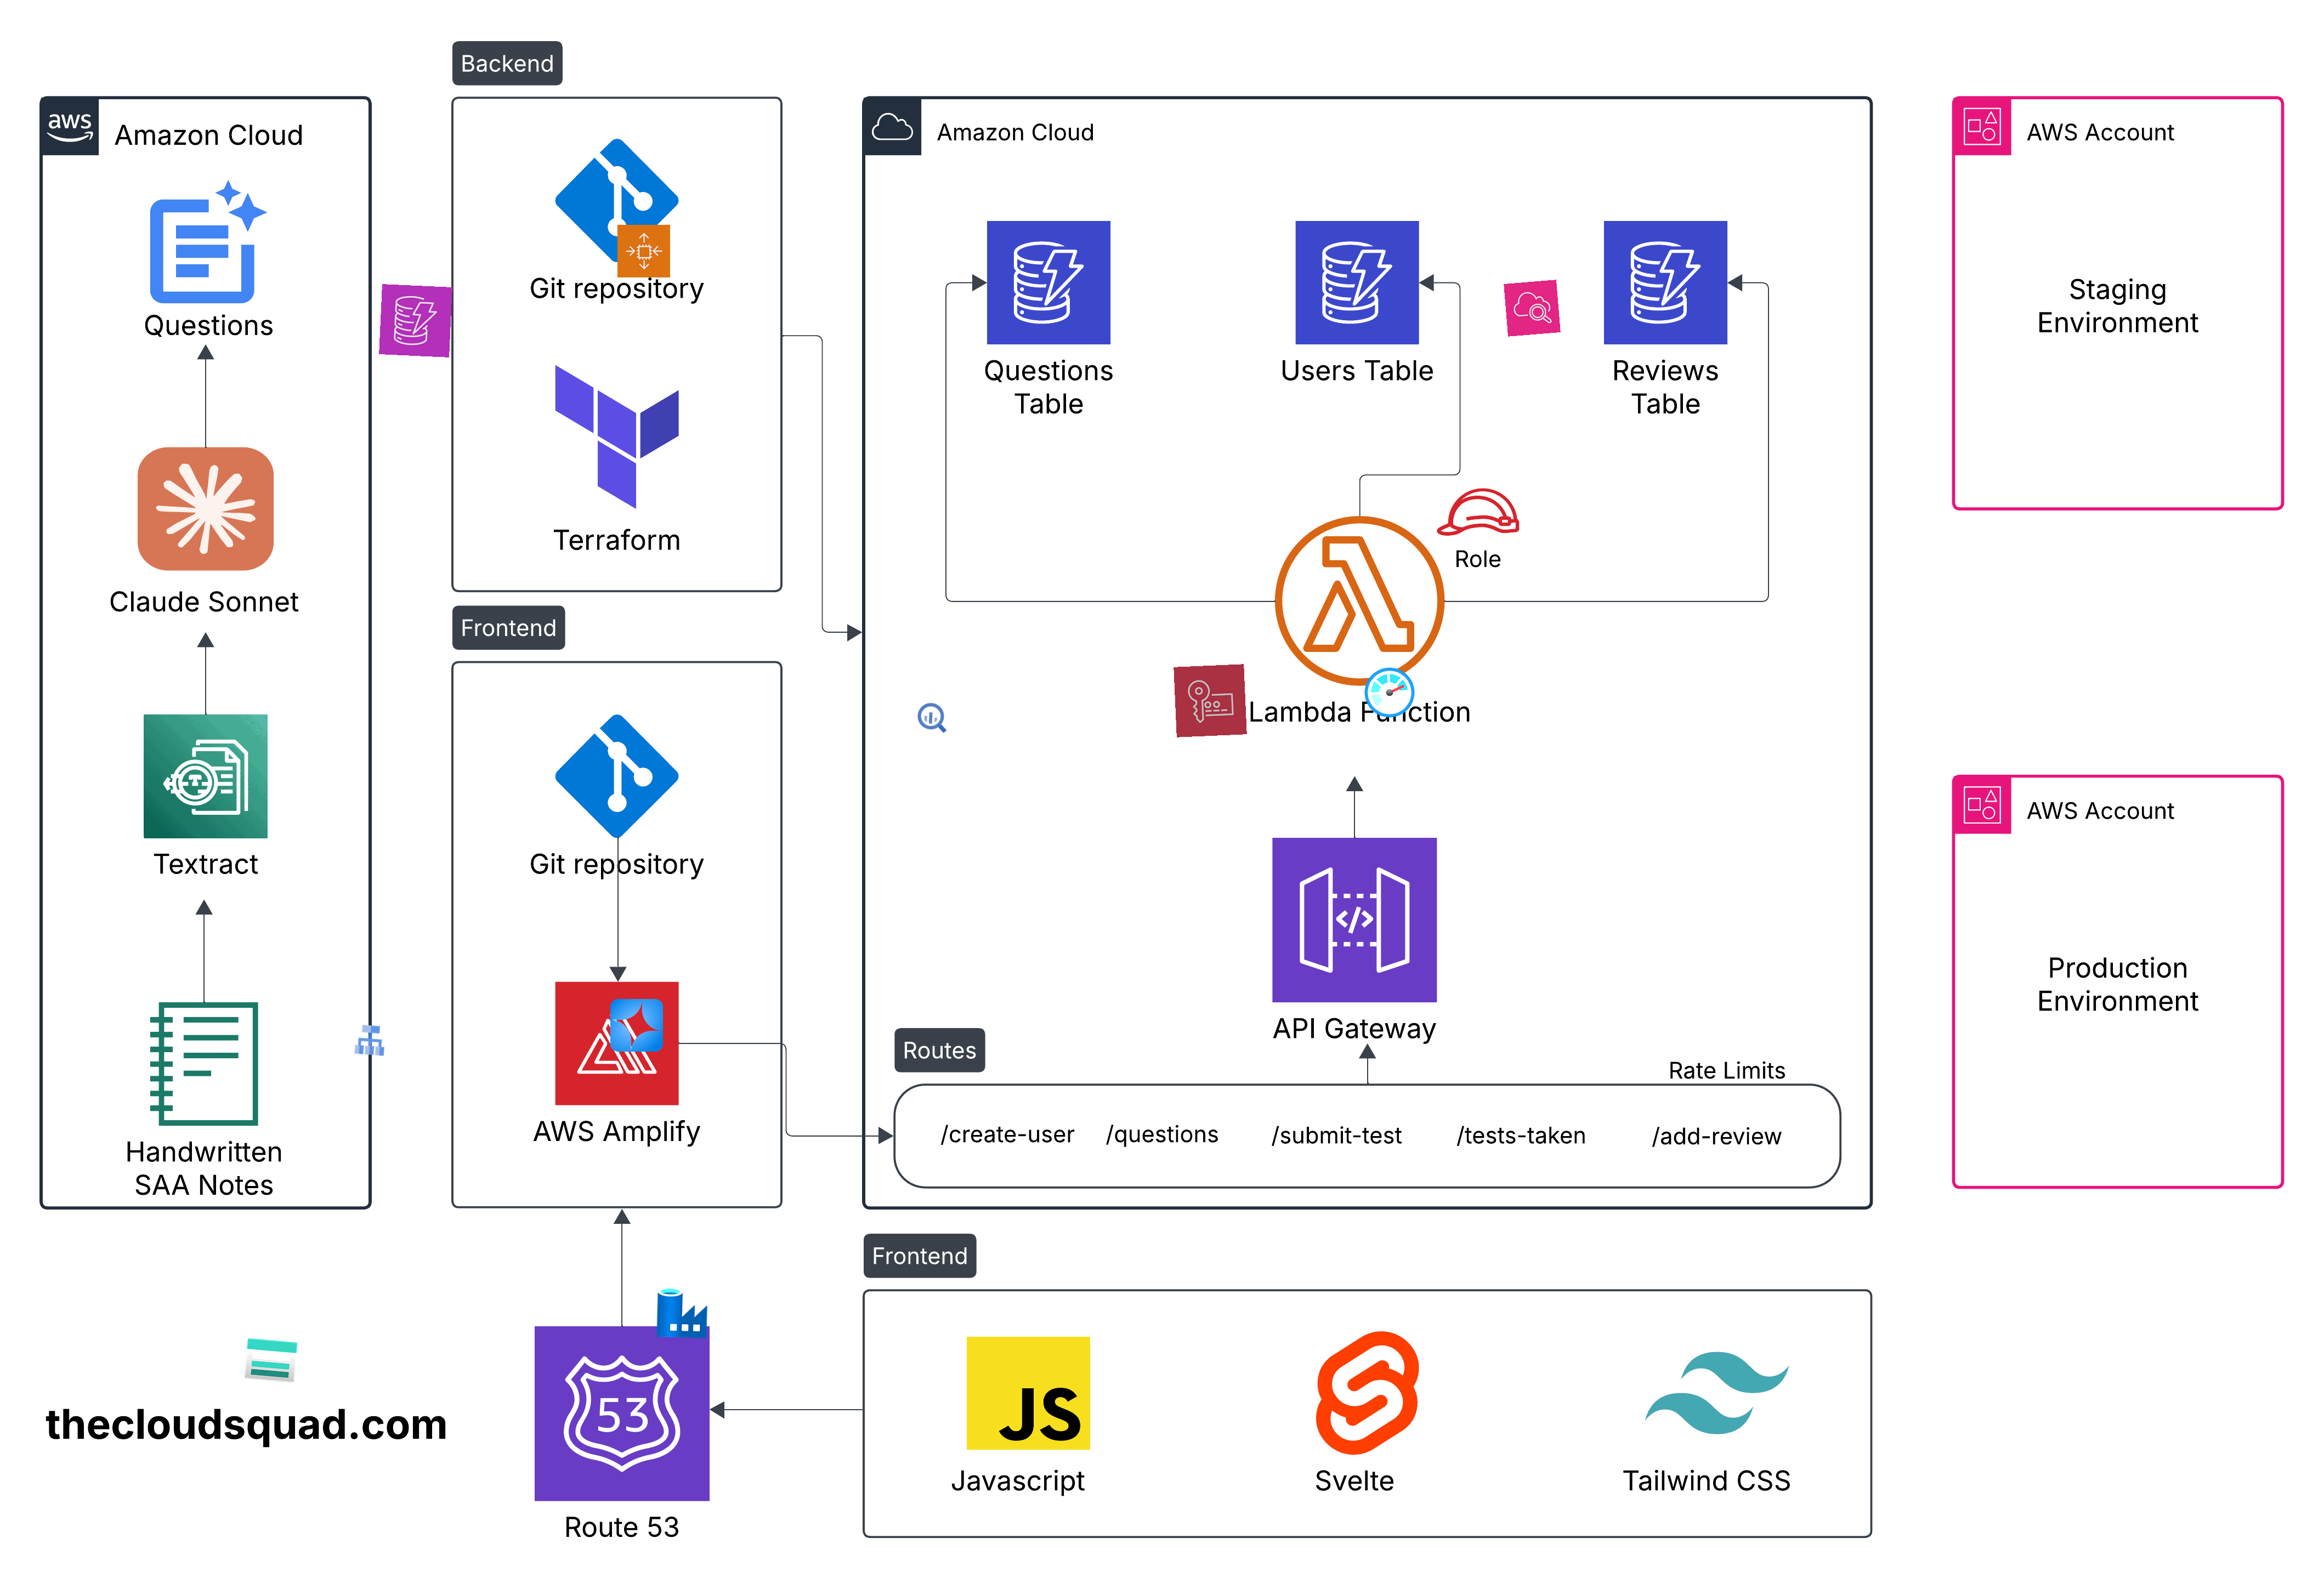 Backend
aws
Amazon Cloud
Questions
Claude Sonnet
Textract
Handwritten
SAA Notes
Git repository
Terraform
Frontend
Git repository
AWS Amplify
Amazon Cloud
Questions
Table
Users Table
Reviews
Table
Role
Lambda Function
</>
API Gateway
Routes
Rate Limits
/create-user /questions /submit-test /tests-taken /add-review
AWS Account
Staging
Environment
AWS Account
Production
Environment
thecloudsquad.com
53
Route 53
Frontend
JS
Javascript
Svelte
Tailwind CSS